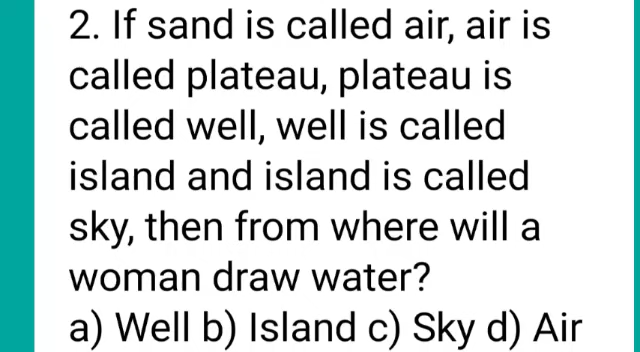 2. If sand is called air, air is
called plateau, plateau is
called well, well is called
island and island is called
sky, then from where will a
woman draw water?
a) Well b) Island c) Sky d) Air